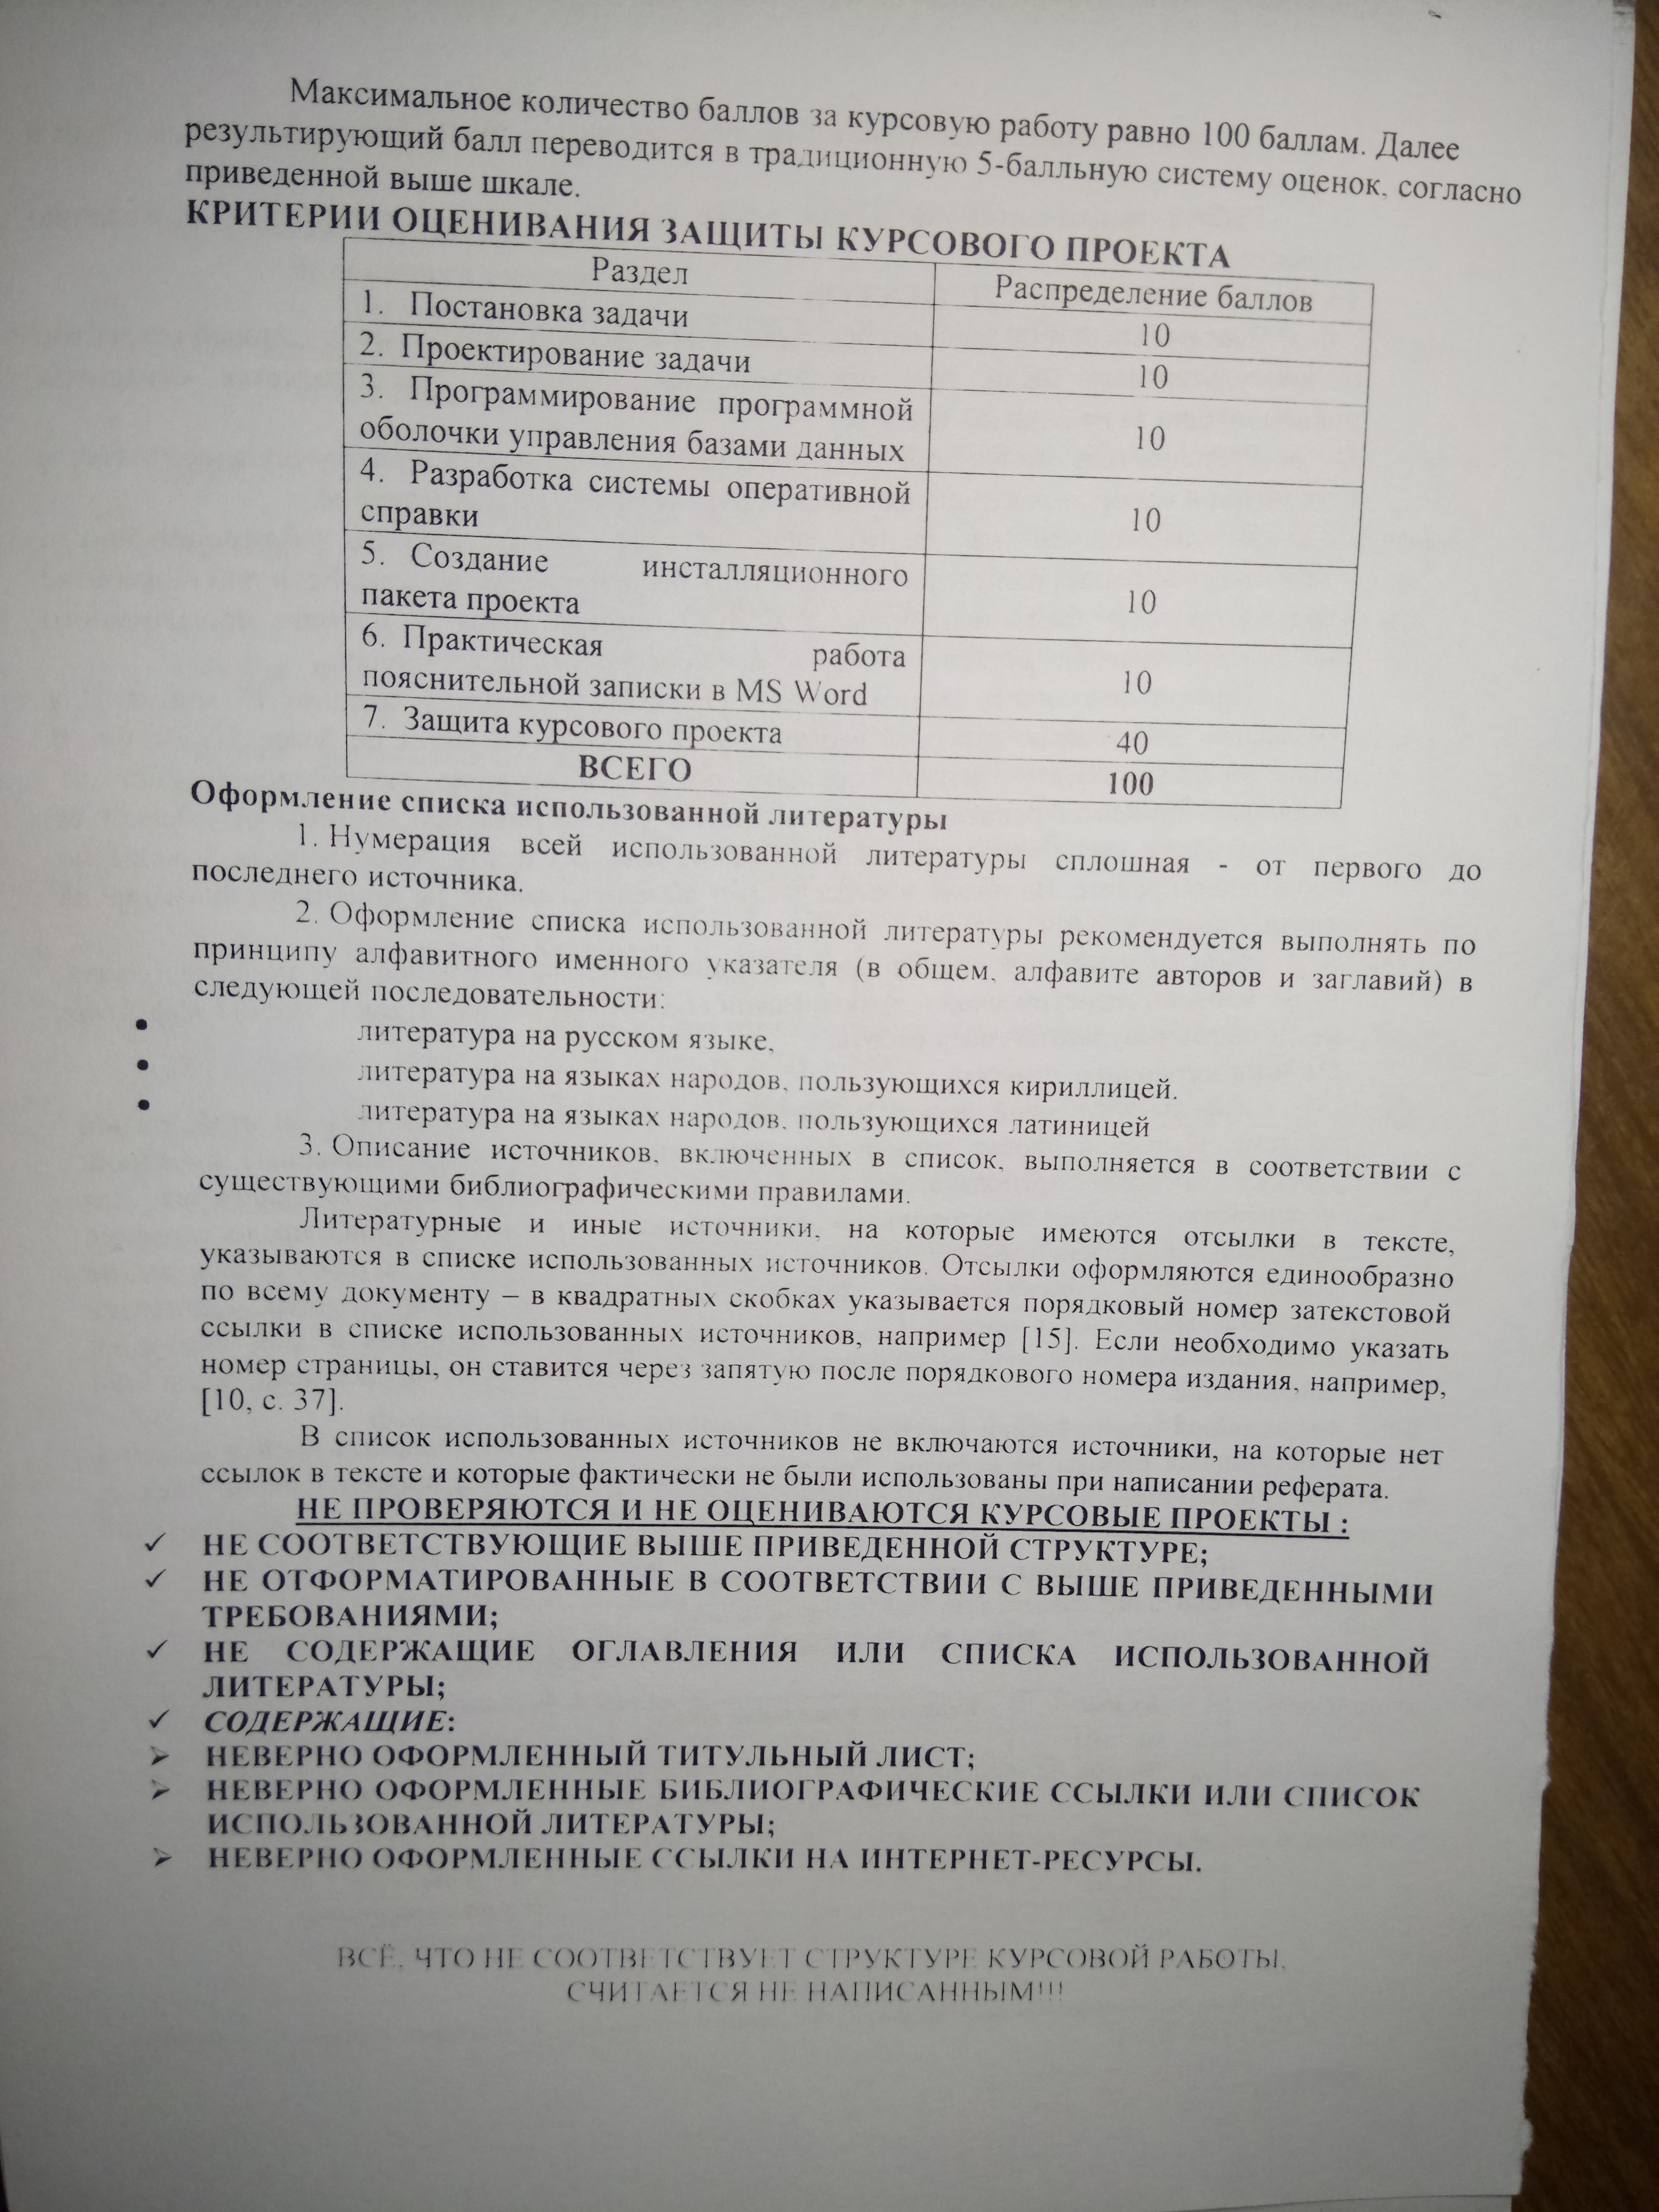 Максимальное количество баллов за курсовую работу равно 100 баллам. Далее
результирующий балл переводится в традиционную 5-балльную систему оценок, согласно
приведенной выше шкале.
КРИТЕРИИ ОЦЕНИВАНИЯ ЗАЩИТЫ КУРСОВОГО ПРОЕКТА
Раздел Распределение баллов
1. Постановка задачи 10
2. Проектирование задачи 10
3. Программирование программной
оболочки управления базами данных 10
4. Разработка системы оперативной
справки 10
5. Создание инсталляционного
пакета проекта 10
6. Практическая работа
пояснительной записки в MS Word 10
7. Защита курсового проекта 40
ВСЕГО 100
Оформление списка использованной литературы
1. Нумерация всей использованной литературы сплошная - от первого до
последнего источника.
2. Оформление списка использованной литературы рекомендуется выполнять по
принципу алфавитного именного указателя (в общем, алфавите авторов и заглавий) в
следующей последовательности:
• литература на русском языке,
• литература на языках народов, пользующихся кириллицей.
• литература на языках народов, пользующихся латиницей
3. Описание источников, включенных в список, выполняется в соответствии с
существующими библиографическими правилами.
Литературные и иные источники, на которые имеются отсылки в тексте,
указываются в списке использованных источников. Отсылки оформляются единообразно
по всему документу – в квадратных скобках указывается порядковый номер затекстовой
ссылки в списке использованных источников, например [15]. Если необходимо указать
номер страницы, он ставится через запятую после порядкового номера издания, например,
[10, с. 37].
В список использованных источников не включаются источники, на которые нет
ссылок в тексте и которые фактически не были использованы при написании реферата.
НЕ ПРОВЕРЯЮТСЯ И НЕ ОЦЕНИВАЮТСЯ КУРСОВЫЕ ПРОЕКТЫ :
✓ НЕ СООТВЕТСТВУЮЩИЕ ВЫШЕ ПРИВЕДЕННОЙ СТРУКТУРЕ;
✓ НЕ ОТФОРМАТИРОВАННЫЕ В СООТВЕТСТВИИ С ВЫШЕ ПРИВЕДЕННЫМИ
ТРЕБОВАНИЯМИ;
✓ НЕ СОДЕРЖАЩИЕ ОГЛАВЛЕНИЯ ИЛИ СПИСКА ИСПОЛЬЗОВАННОЙ
ЛИТЕРАТУРЫ;
✓ СОДЕРЖАЩИЕ:
➢ НЕВЕРНО ОФОРМЛЕННЫЙ ТИТУЛЬНЫЙ ЛИСТ;
➢ НЕВЕРНО ОФОРМЛЕННЫЕ БИБЛИОГРАФИЧЕСКИЕ ССЫЛКИ ИЛИ СПИСОК
ИСПОЛЬЗОВАННОЙ ЛИТЕРАТУРЫ;
➢ НЕВЕРНО ОФОРМЛЕННЫЕ ССЫЛКИ НА ИНТЕРНЕТ-РЕСУРСЫ.
ВСЁ, ЧТО НЕ СООТВЕТСТВУЕТ СТРУКТУРЕ КУРСОВОЙ РАБОТЫ,
СЧИТАЕТСЯ НЕ НАПИСАННЫМ!!!